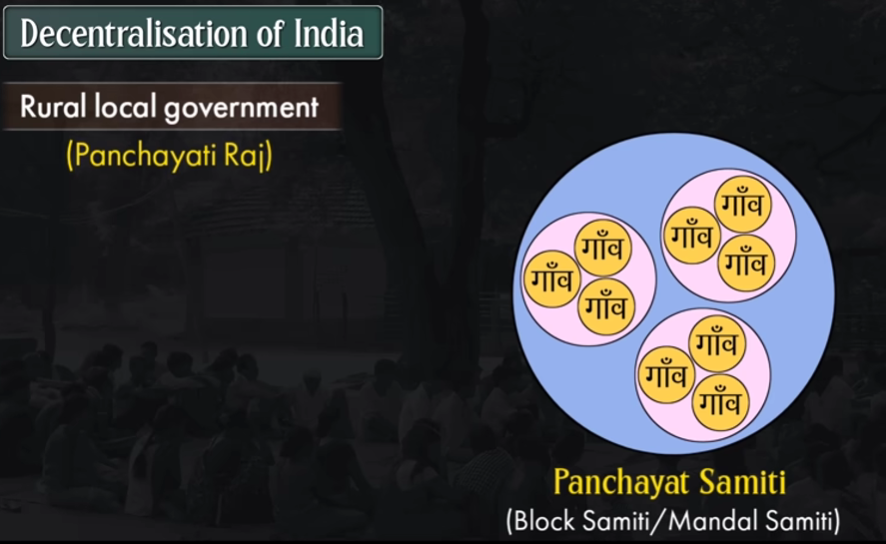 Decentralisation of India
Rural local government
(Panchayati Raj)
गाँव
गाँव
गाँव
गाँव
गाँव
गाँव
गाँव
गाँव
गाँव
Panchayat Samiti
(Block Samiti/Mandal Samiti)